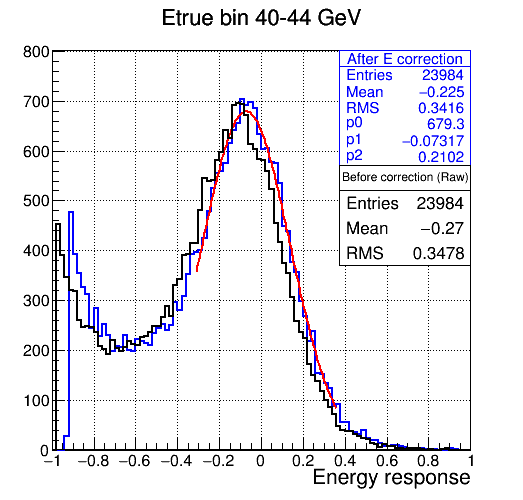 Etrue bin 40-44 GeV
After E correction
Entries 23984
Mean −0.225
RMS 0.3416
p0 679.3
p1 −0.07317
p2 0.2102
Before correction (Raw)
Entries 23984
Mean −0.27
RMS 0.3478
800
700
600
500
400
300
200
100
0
−1 −0.8 −0.6 −0.4 −0.2 0 0.2 0.4 0.6 0.8 1
Energy response